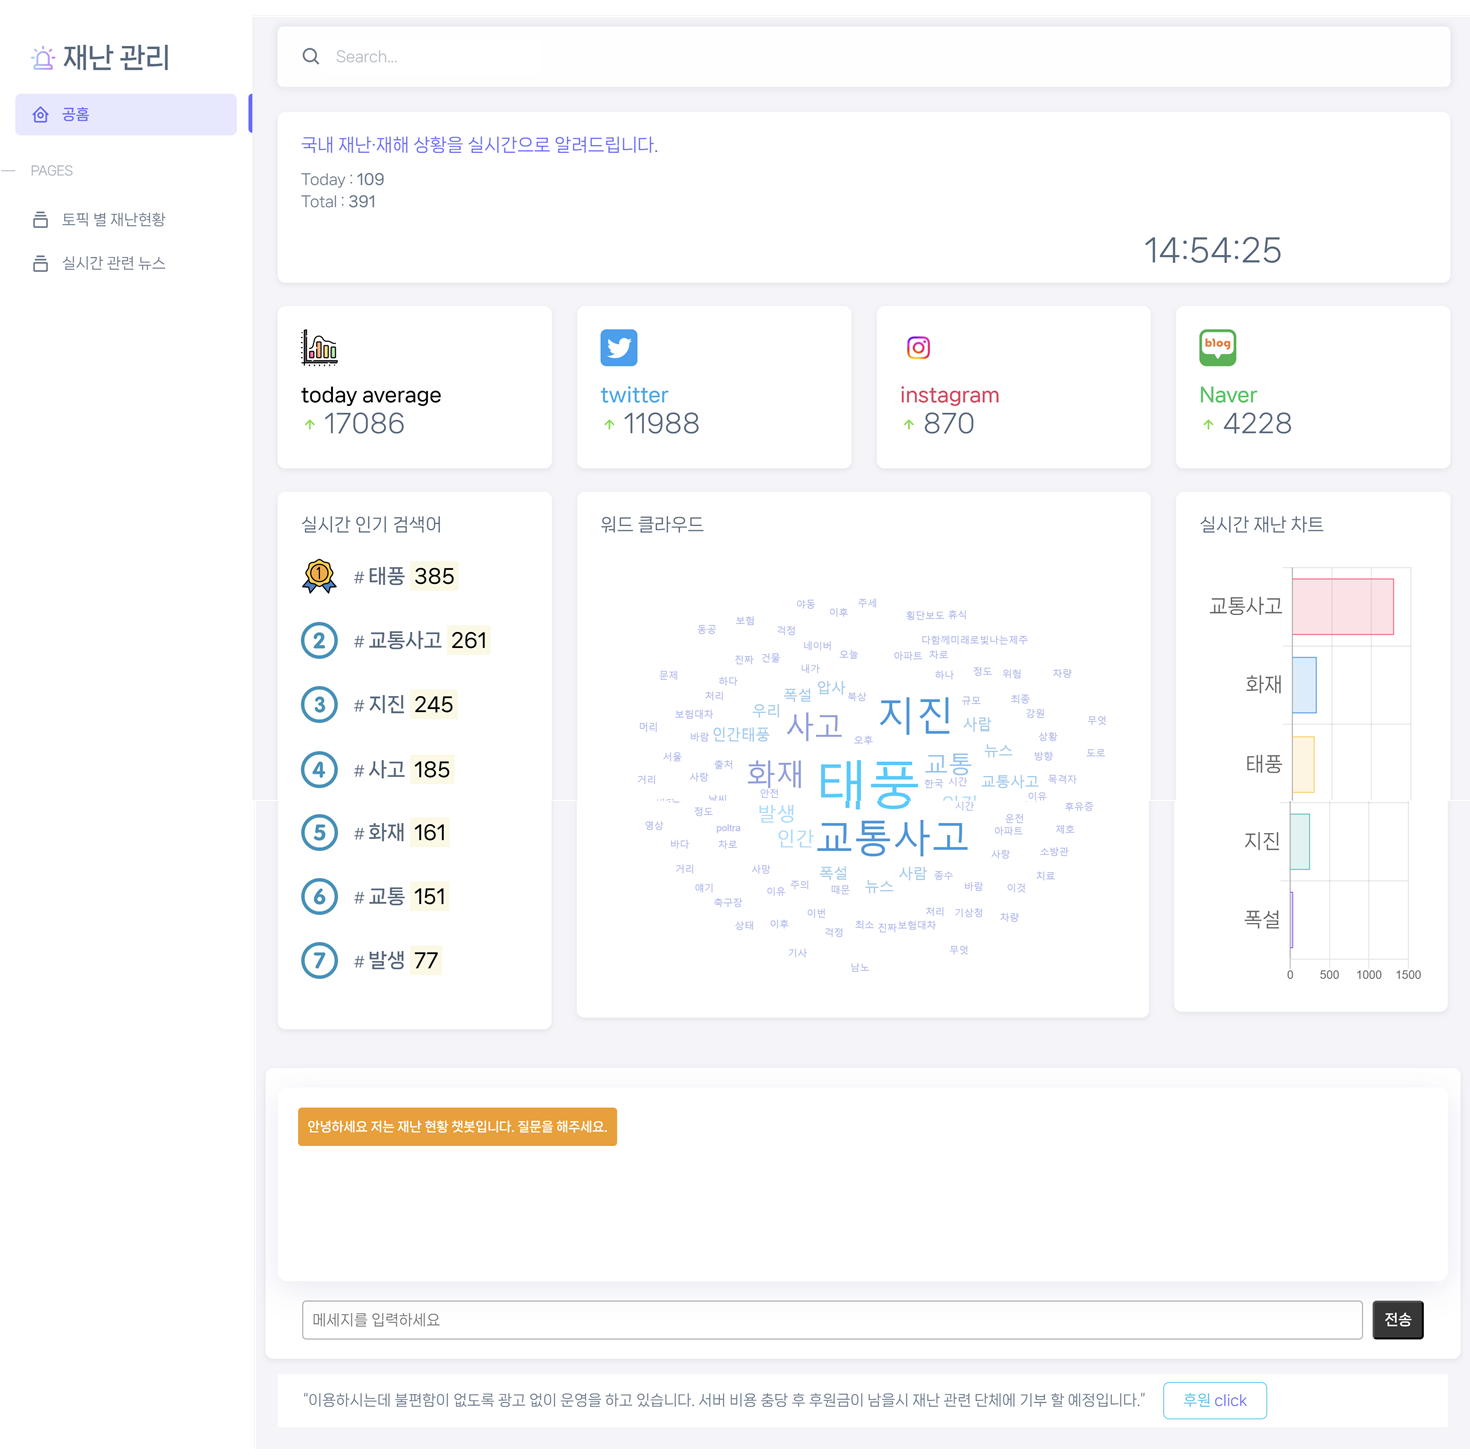 재난 관리
공홈
PAGES
토픽 별 재난현황
실시간 관련 뉴스
Search...
국내 재난·재해 상황을 실시간으로 알려드립니다.
Today : 109
Total : 391
14:54:25
today average
17086
twitter
11988
instagram
870
blog
Naver
4228
실시간 인기 검색어
1 # 태풍 385
2 # 교통사고 261
3 # 지진 245
4 # 사고 185
5 # 화재 161
6 # 교통 151
7 # 발생 77
워드 클라우드
야동 이후 주세
동공 보험 걱정 횡단보도 휴식
네이버 오늘 다함께미래로빛나는제주
진짜 건물 내가 아파트 차로
문제 하다 하나 정도 위험 차량
처리 폭설 압사 북상 규모 최종
머리 보험대차 우리 사고 지진 사람 강원 무엇
바람 인간태풍 오후 상황
서울 출처 교통 뉴스 방향 도로
거리 사랑 화재 태풍 한국 시간 교통사고 목격자
안전 시간 이유 후유증
정도 발생 운전
영상 poltra 인간 교통사고 아파트 제호
바다 차로 사랑 소방관
거리 사망 폭설 사람 종수 치료
얘기 이유 주의 때문 뉴스 바람 이것
축구장 이번 처리 기상청 차량
상태 이후 걱정 최소 진짜 보험대차
기사 무엇
남노
실시간 재난 차트
교통사고
화재
태풍
지진
폭설
0 500 1000 1500
안녕하세요 저는 재난 현황 챗봇입니다. 질문을 해주세요.
메세지를 입력하세요
전송
"이용하시는데 불편함이 없도록 광고 없이 운영을 하고 있습니다. 서버 비용 충당 후 후원금이 남을시 재난 관련 단체에 기부 할 예정입니다."
후원 click